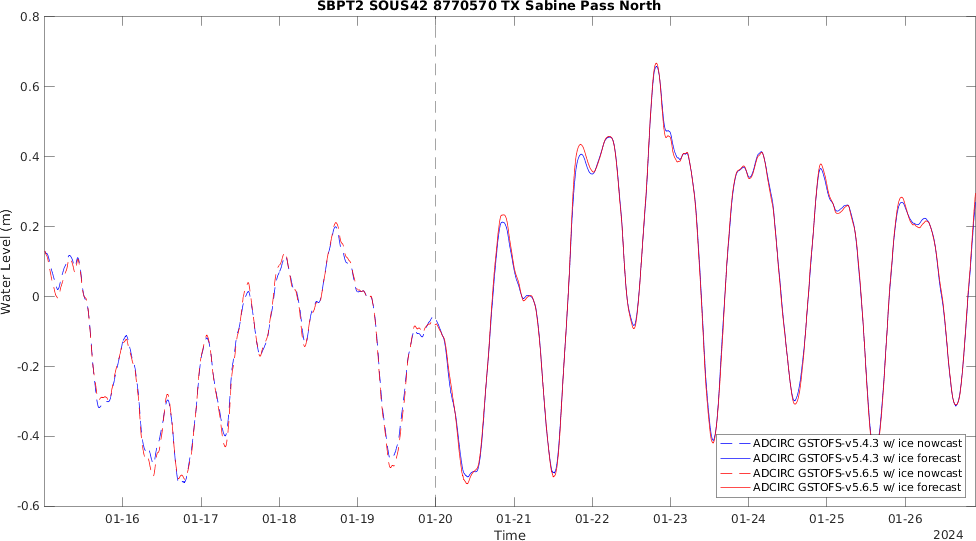 SBPT2 SOUS42 8770570 TX Sabine Pass North
0.8
0.6
0.4
0.2
0
-0.2
-0.4
-0.6
Water Level (m)
ADCIRC GSTOFS-v5.4.3 w/ ice nowcast
ADCIRC GSTOFS-v5.4.3 w/ ice forecast
ADCIRC GSTOFS-v5.6.5 w/ ice nowcast
ADCIRC GSTOFS-v5.6.5 w/ ice forecast
01-16 01-17 01-18 01-19 01-20 01-21 01-22 01-23 01-24 01-25 01-26
Time
2024